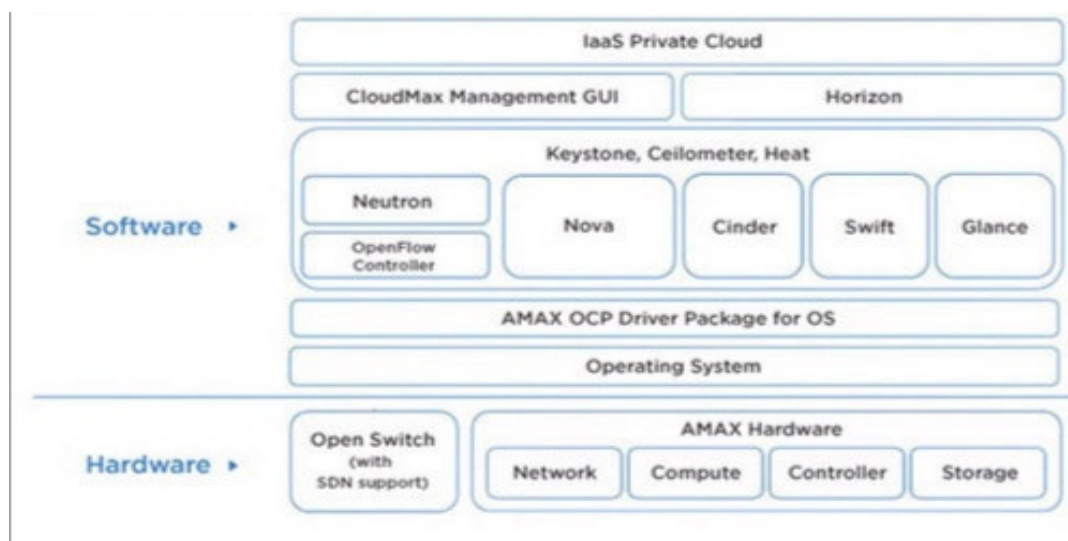 IaaS Private Cloud
CloudMax Management GUI
Horizon
Keystone, Ceilometer, Heat
Software
Neutron
OpenFlow
Controller
Nova
Cinder
Swift
Glance
AMAX OCP Driver Package for OS
Operating System
Hardware
Open Switch
(with
SDN support)
AMAX Hardware
Network
Compute
Controller
Storage